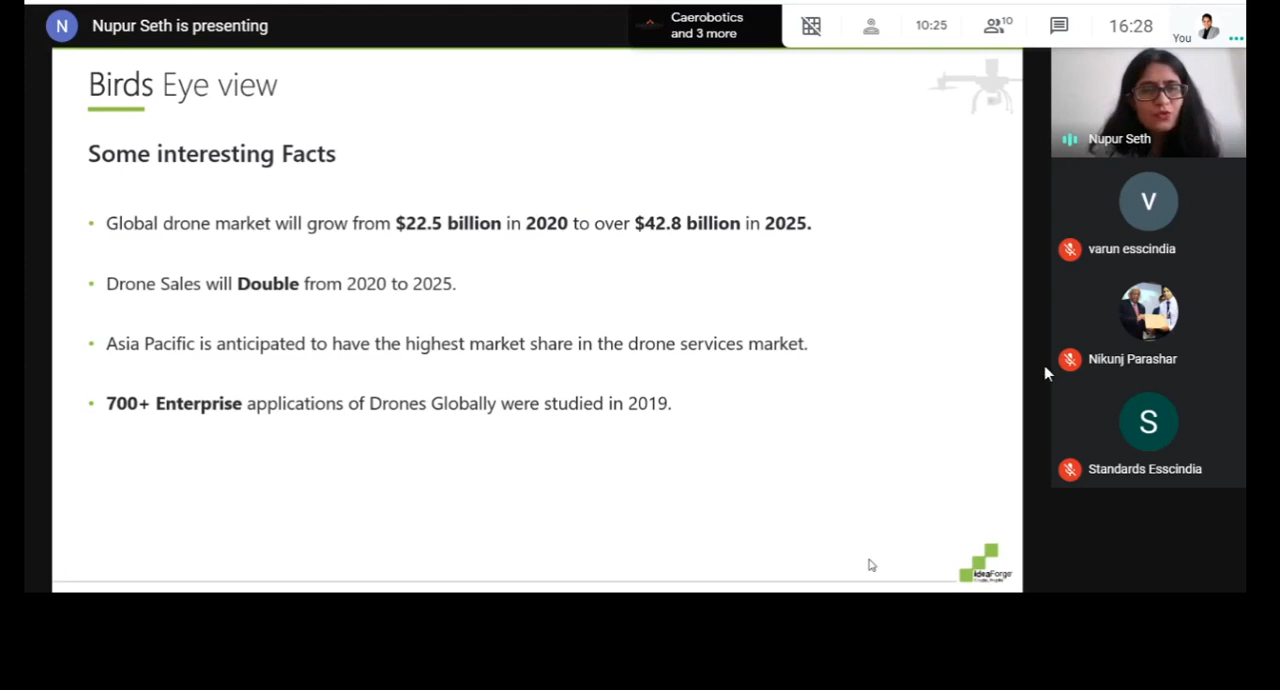 N
Nupur Seth is presenting
Caerobotics
and 3 more
10:25
10
16:28
You
Birds Eye view
Some interesting Facts
• Global drone market will grow from $22.5 billion in 2020 to over $42.8 billion in 2025.
• Drone Sales will Double from 2020 to 2025.
• Asia Pacific is anticipated to have the highest market share in the drone services market.
• 700+ Enterprise applications of Drones Globally were studied in 2019.
Nupur Seth
V
varun esscindia
Nikunj Parashar
S
Standards Esscindia
ideaForge